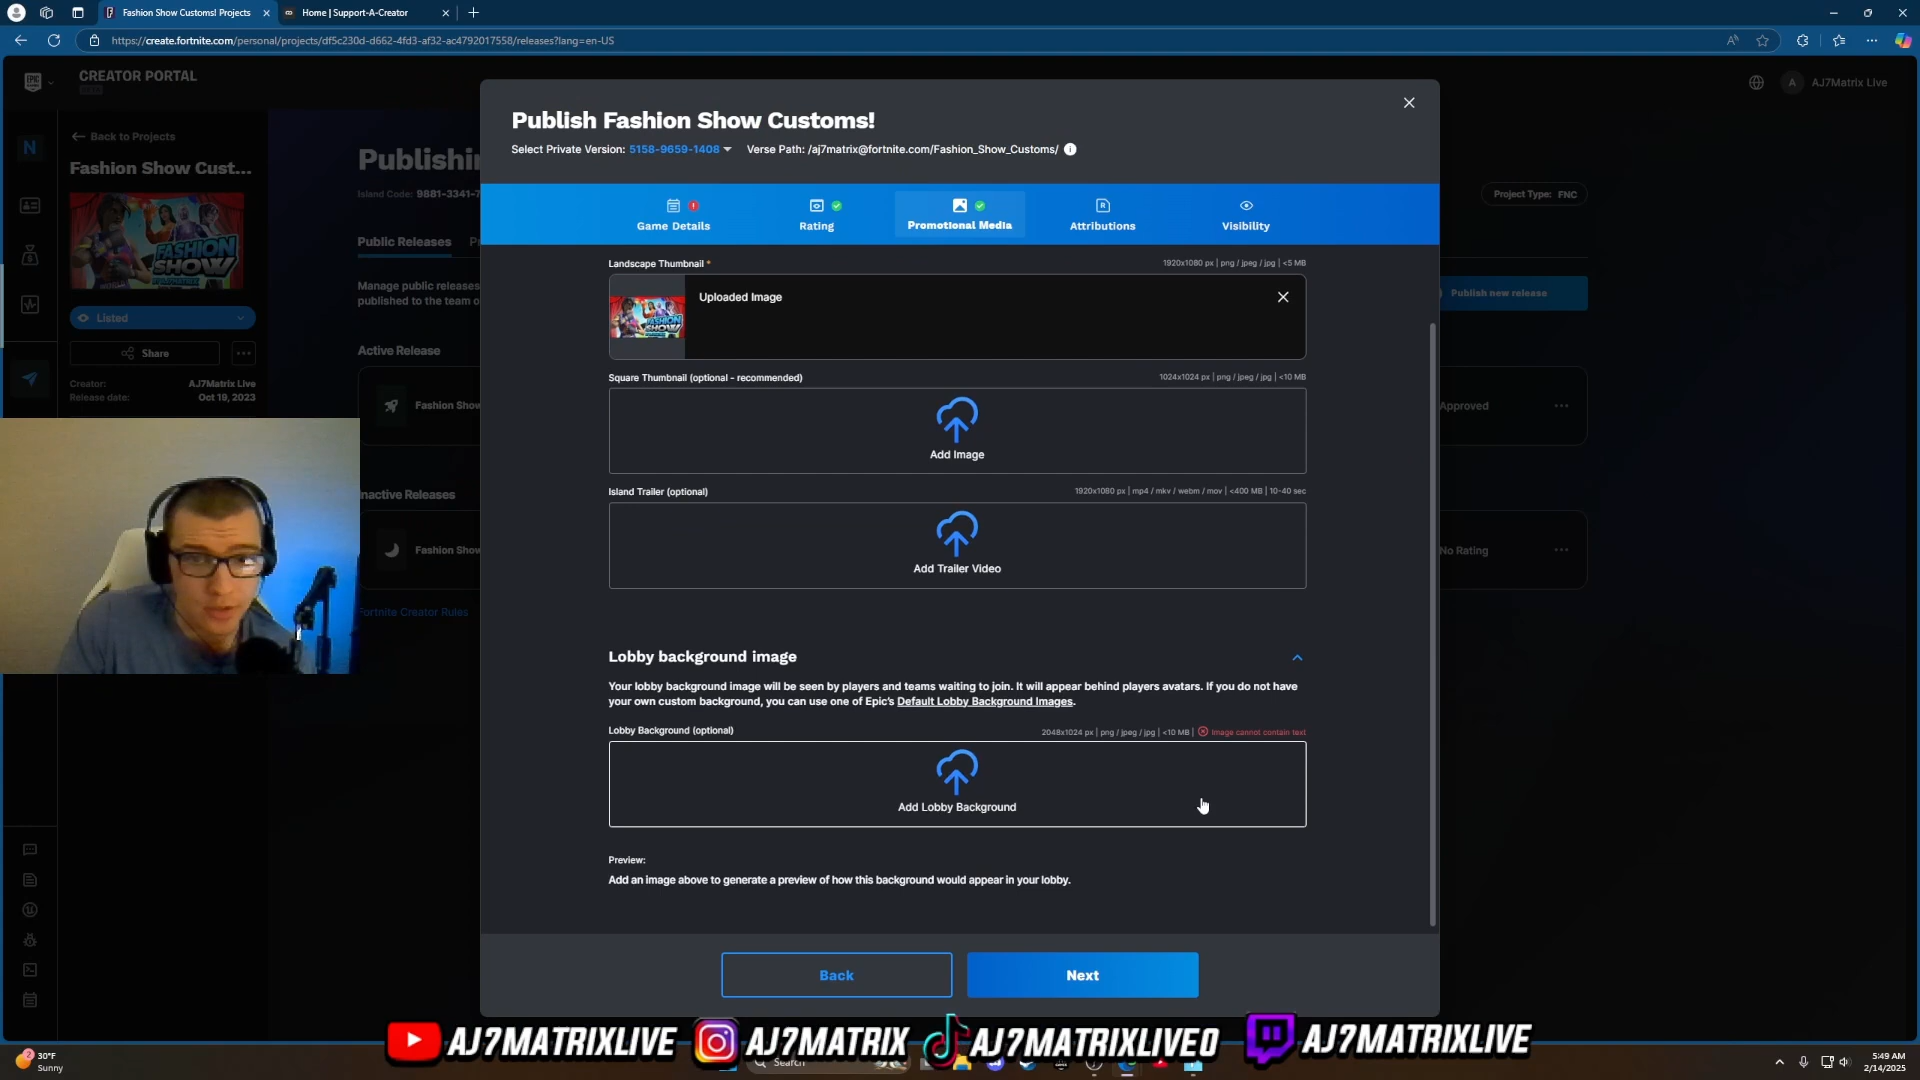 Fashion Show Customs! Projects
Home | Support-A-Creator
https://create.fortnite.com/personal/projects/df5c230d-d662-4fd3-af32-ac4792017558/releases?lang=en-US
EPIC
CREATOR PORTAL
BETA
A
AJ7Matrix Live
N
Back to Projects
Fashion Show Cust...
FASHION
SHOW
Listed
Share
Creator:
AJ7Matrix Live
Release date:
Oct 19, 2023
Publishin
Island Code: 9881-3341-7
Project Type: FNC
Public Releases
Manage public releases
published to the team o
Publish new release
Active Release
Fashion Show
Approved
Inactive Releases
Fashion Show
No Rating
Fortnite Creator Rules
Publish Fashion Show Customs!
Select Private Version: 5158-9659-1408
Verse Path: /aj7matrix@fortnite.com/Fashion_Show_Customs/
Game Details
Rating
Promotional Media
Attributions
Visibility
Landscape Thumbnail *
1920x1080 px | png / jpeg / jpg | <5 MB
FASHION
SHOW
Uploaded Image
Square Thumbnail (optional - recommended)
1024x1024 px | png / jpeg / jpg | <10 MB
Add Image
Island Trailer (optional)
1920x1080 px | mp4 / mkv / webm / mov | <400 MB | 10-40 sec
Add Trailer Video
Lobby background image
Your lobby background image will be seen by players and teams waiting to join. It will appear behind players avatars. If you do not have
your own custom background, you can use one of Epic's Default Lobby Background Images.
Lobby Background (optional)
2048x1024 px | png / jpeg / jpg | <10 MB |
Image cannot contain text
Add Lobby Background
Preview:
Add an image above to generate a preview of how this background would appear in your lobby.
Back
Next
AJ7MATRIXLIVE
AJ7MATRIX
AJ7MATRIXLIVE0
AJ7MATRIXLIVE
2
30°F
Sunny
Search
5:49 AM
2/14/2025